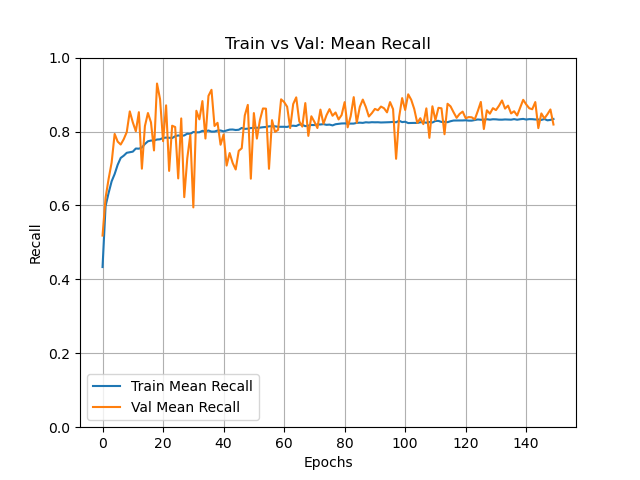 Train vs Val: Mean Recall
1.0
0.8
0.6
0.4
0.2
0.0
Recall
Train Mean Recall
Val Mean Recall
0 20 40 60 80 100 120 140
Epochs